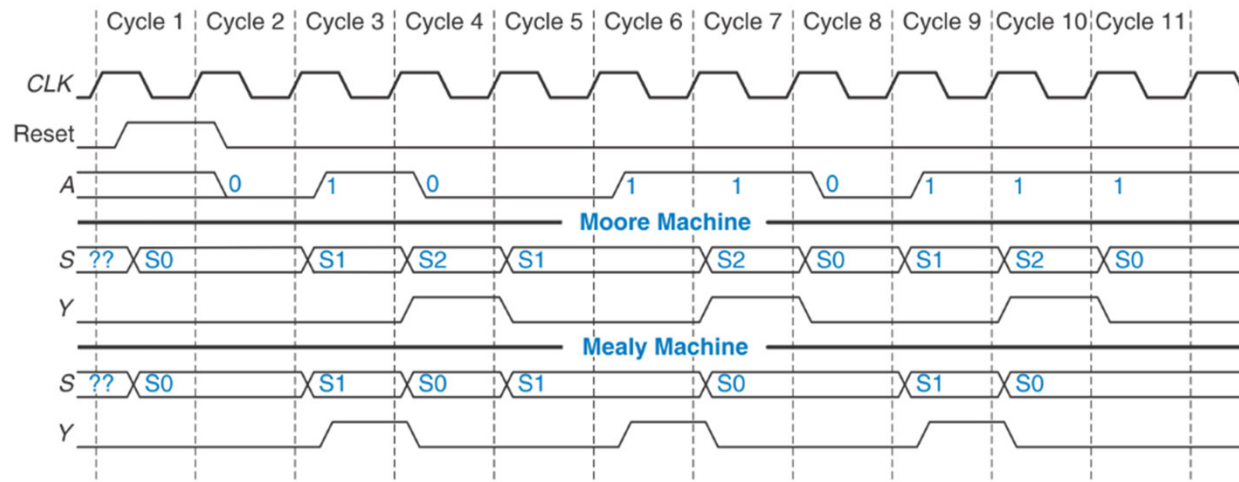 Cycle 1 Cycle 2 Cycle 3 Cycle 4 Cycle 5 Cycle 6 Cycle 7 Cycle 8 Cycle 9 Cycle 10 Cycle 11
CLK
Reset
A 0 1 0 1 1 0 1 1 1
Moore Machine
S ?? S0 S1 S2 S1 S2 S0 S1 S2 S0
Y
Mealy Machine
S ?? S0 S1 S0 S1 S0 S1 S0
Y